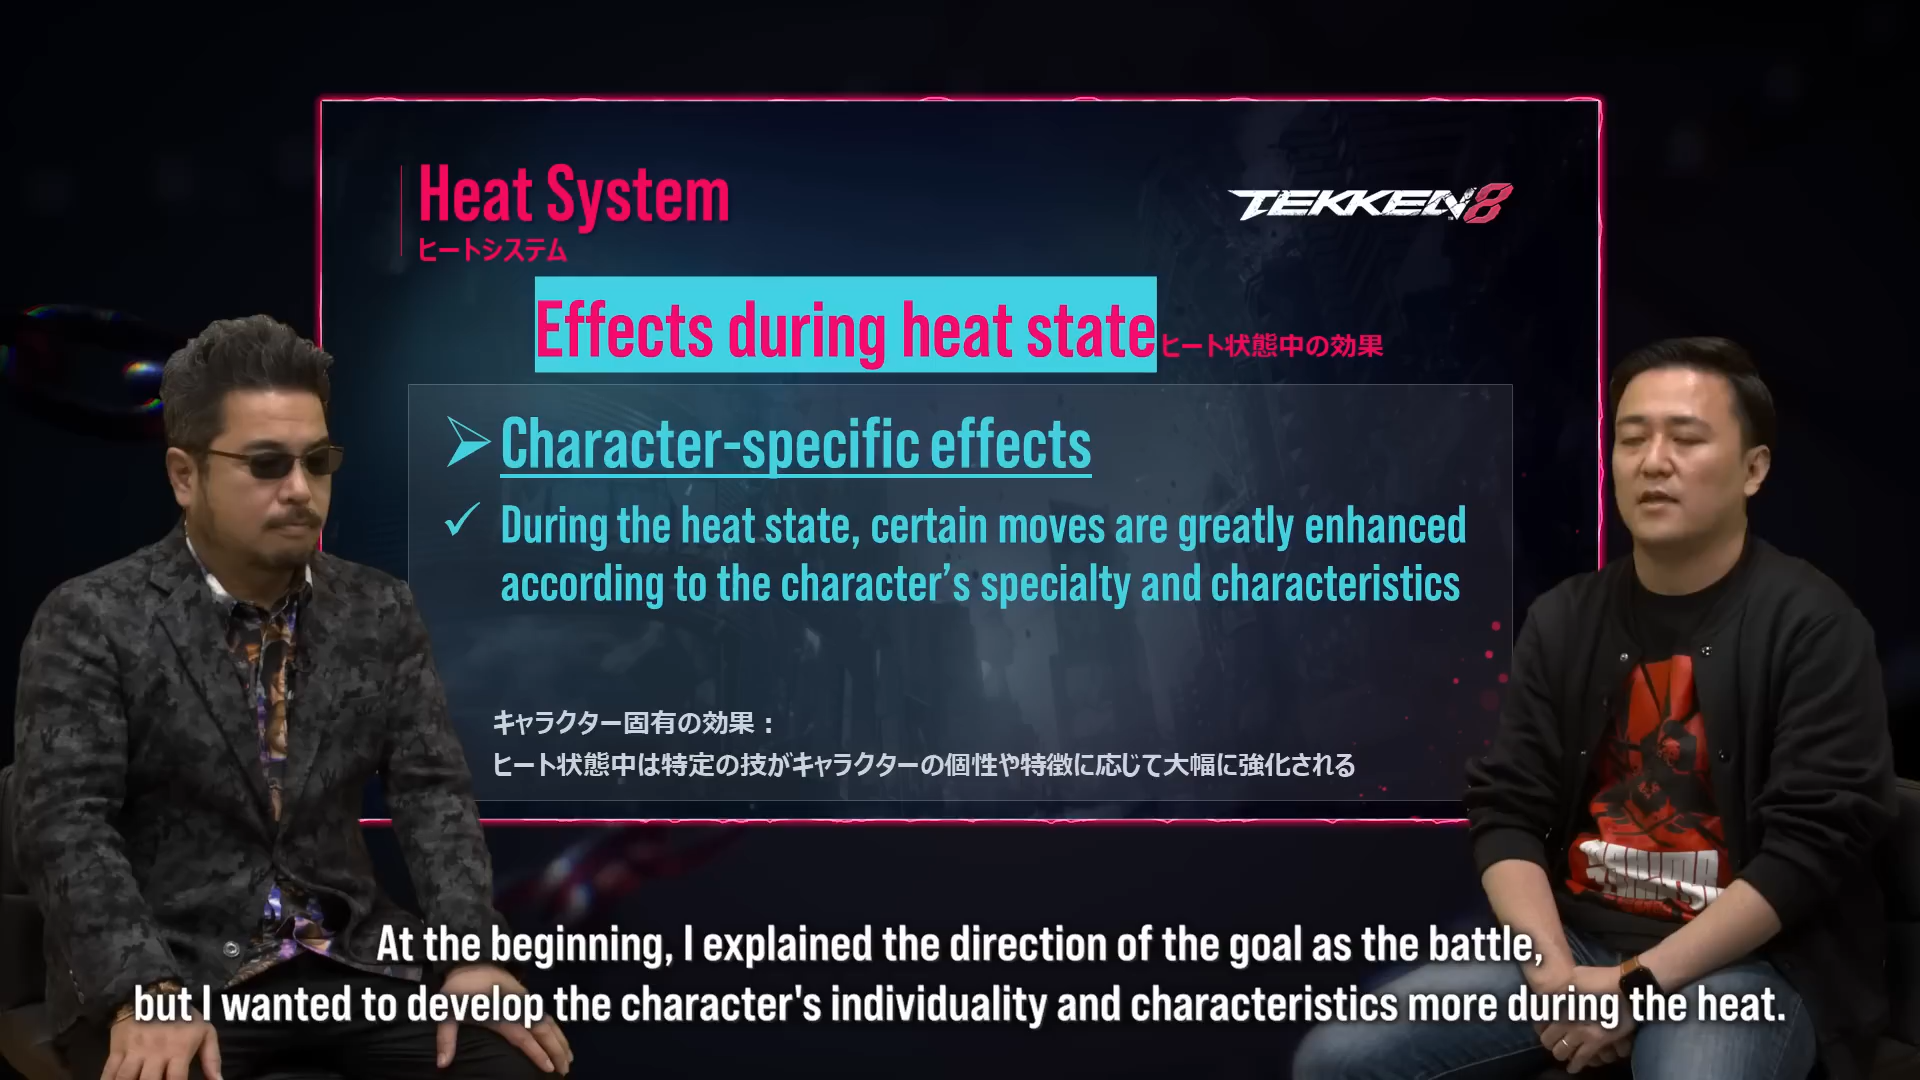 Heat System
ヒートシステム
TEKKEN8
Effects during heat state ヒート状態中の効果
Character-specific effects
During the heat state, certain moves are greatly enhanced
according to the character’s specialty and characteristics
キャラクター固有の効果：
ヒート状態中は特定の技がキャラクターの個性や特徴に応じて大幅に強化される
At the beginning, I explained the direction of the goal as the battle,
but I wanted to develop the character's individuality and characteristics more during the heat.